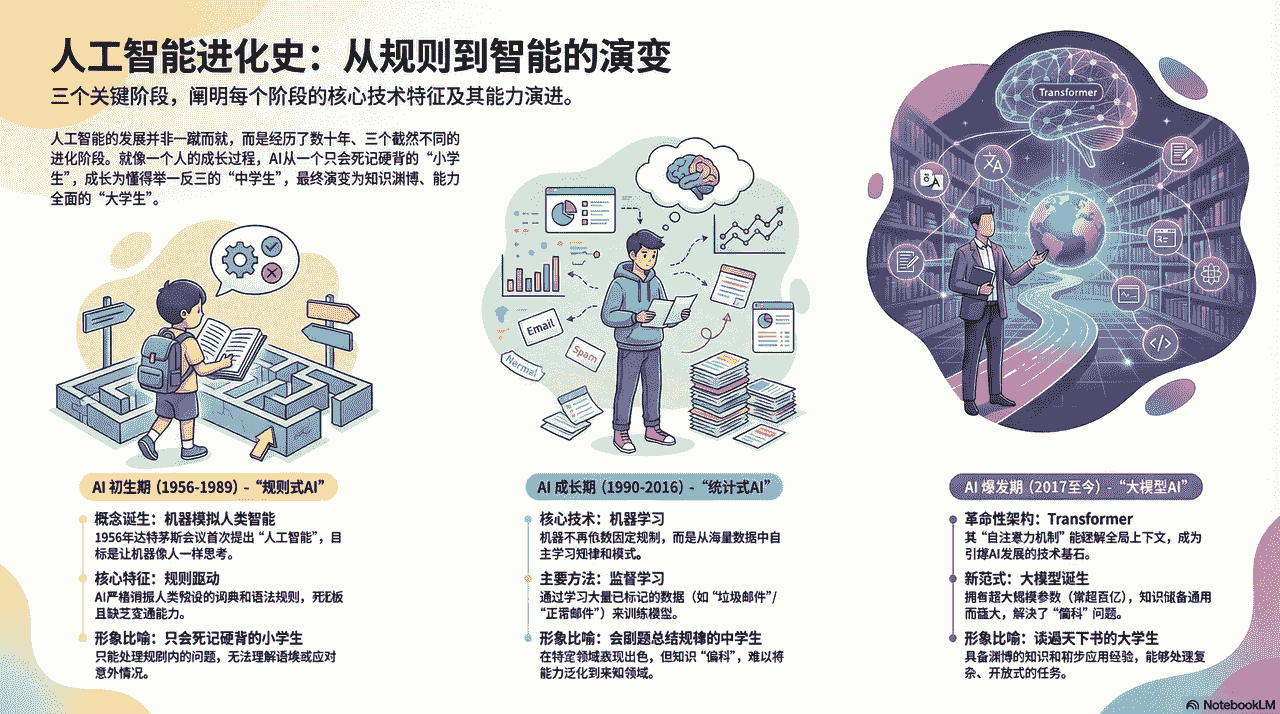 人工智能进化史：从规则到智能的演变
三个关键阶段，阐明每个阶段的核心技术特征及其能力演进。
人工智能的发展并非一蹴而就，而是经历了数十年、三个截然不同的
进化阶段。就像一个人的成长过程，AI从一个只会死记硬背的“小学
生”，成长为懂得举一反三的“中学生”，最终演变为知识渊博、能力
全面的“大学生”。
Email
Spam
Normal
Transformer
文A
AI 初生期（1956-1989）-“规则式AI”
概念诞生：机器模拟人类智能
1956年达特茅斯会议首次提出“人工智能”，目
标是让机器像人一样思考。
核心特征：规则驱动
AI严格遵循人类预设的词典和语法规则，死板
且缺乏变通能力。
形象比喻：只会死记硬背的小学生
只能处理规则内的问题，无法理解语境或应对
意外情况。
AI 成长期（1990-2016）-“统计式AI”
核心技术：机器学习
机器不再依赖固定规则，而是从海量数据中自
主学习规律和模式。
主要方法：监督学习
通过学习大量已标记的数据（如“垃圾邮件”/
“正常邮件”）来训练模型。
形象比喻：会刷题总结规律的中学生
在特定领域表现出色，但知识“偏科”，难以将
能力泛化到未知领域。
AI 爆发期（2017至今）-“大模型AI”
革命性架构：Transformer
其“自注意力机制”能理解全局上下文，成为
引爆AI发展的技术基石。
新范式：大模型诞生
拥有超大规模参数（常超百亿），知识储备通用
而庞大，解决了“偏科”问题。
形象比喻：读遍天下书的大学生
具备渊博的知识和初步应用经验，能够处理复
杂、开放式的任务。
NotebookLM